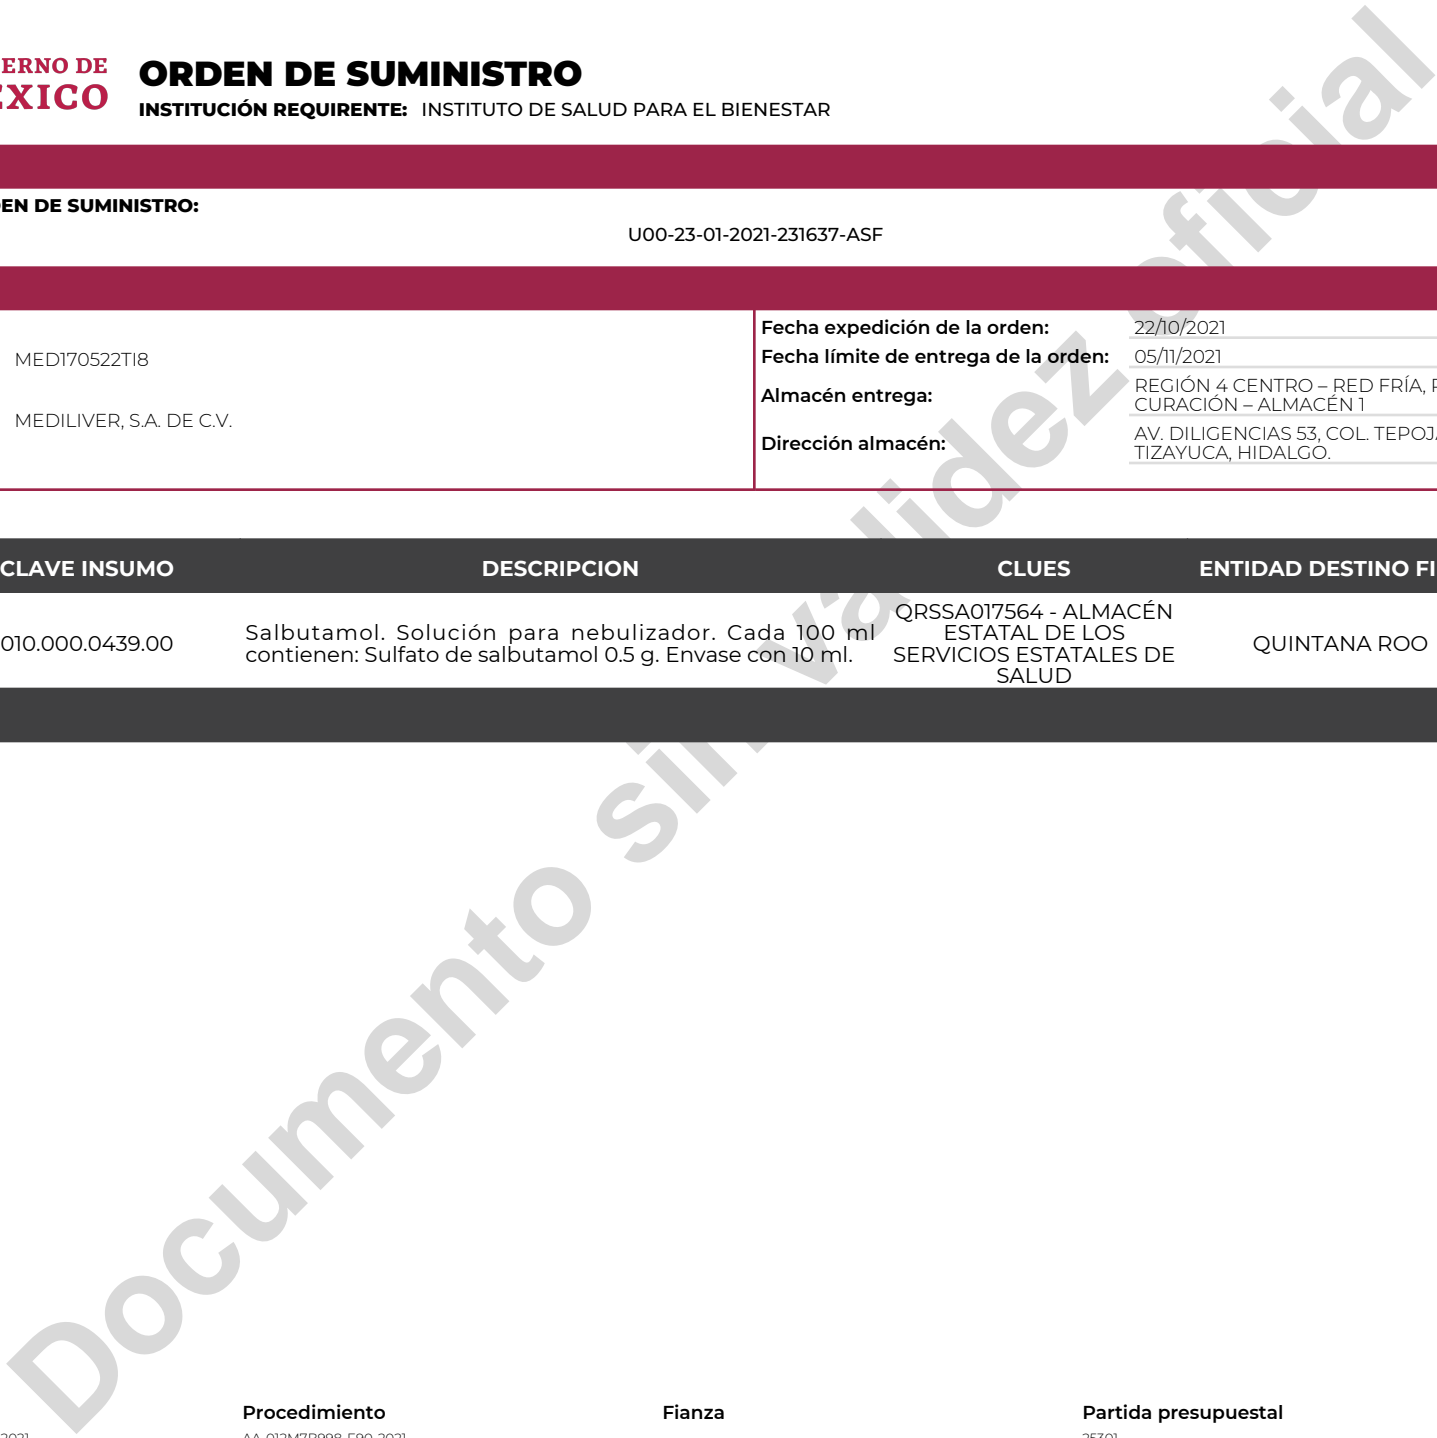 ERNO DE
EXICO
ORDEN DE SUMINISTRO
INSTITUCIÓN REQUIRENTE: INSTITUTO DE SALUD PARA EL BIENESTAR
EN DE SUMINISTRO:
U00-23-01-2021-231637-ASF
MED170522TI8
MEDILIVER, S.A. DE C.V.
Fecha expedición de la orden: 22/10/2021
Fecha límite de entrega de la orden: 05/11/2021
Almacén entrega: REGIÓN 4 CENTRO – RED FRÍA,
CURACIÓN – ALMACÉN 1
Dirección almacén: AV. DILIGENCIAS 53, COL. TEPOJ
TIZAYUCA, HIDALGO.
CLAVE INSUMO DESCRIPCION CLUES ENTIDAD DESTINO FI
010.000.0439.00
Salbutamol. Solución para nebulizador. Cada 100 ml
contienen: Sulfato de salbutamol 0.5 g. Envase con 10 ml.
QRSSA017564 - ALMACÉN
ESTATAL DE LOS
SERVICIOS ESTATALES DE
SALUD
QUINTANA ROO
Documento sin validez oficial
Procedimiento Fianza Partida presupuestal